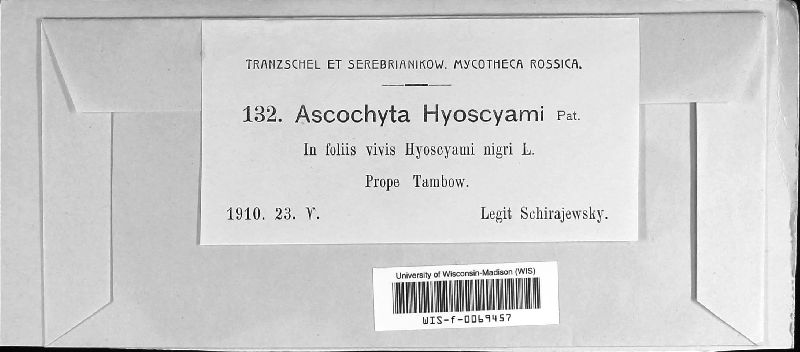 TRANZSCHEL ET SEREBRIANIKOW. MYCOTHECA ROSSICA.
132. Ascochyta Hyoscyami Pat.
In foliis vivis Hyoscyami nigri L.
Prope Tambow.
1910. 23. V. Legit Schirajewsky.
University of Wisconsin-Madison (WIS)
WIS-f-0069457